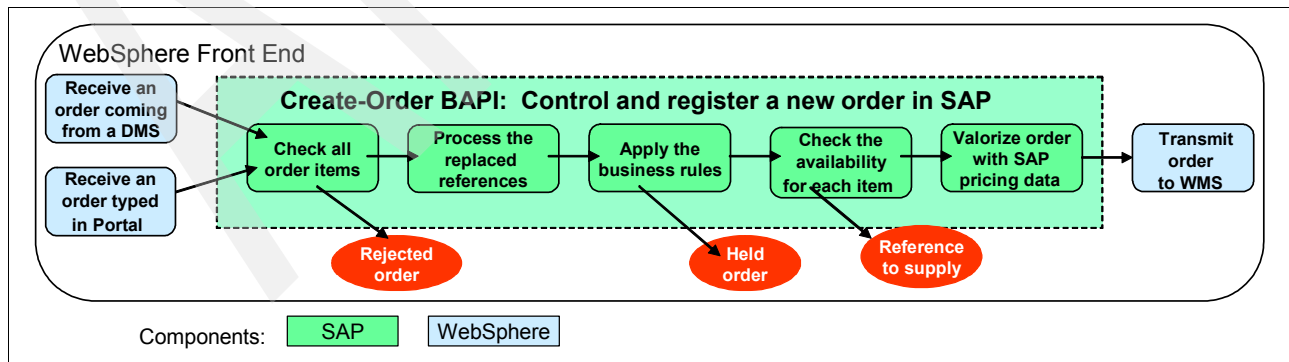 WebSphere Front End
Receive an
order coming
from a DMS
Receive an
order typed
in Portal
Create-Order BAPI: Control and register a new order in SAP
Check all
order items
Process the
replaced
references
Apply the
business rules
Check the
availability
for each item
Valorize order
with SAP
pricing data
Transmit
order
to WMS
Rejected
order
Held
order
Reference
to supply
Components:
SAP
WebSphere